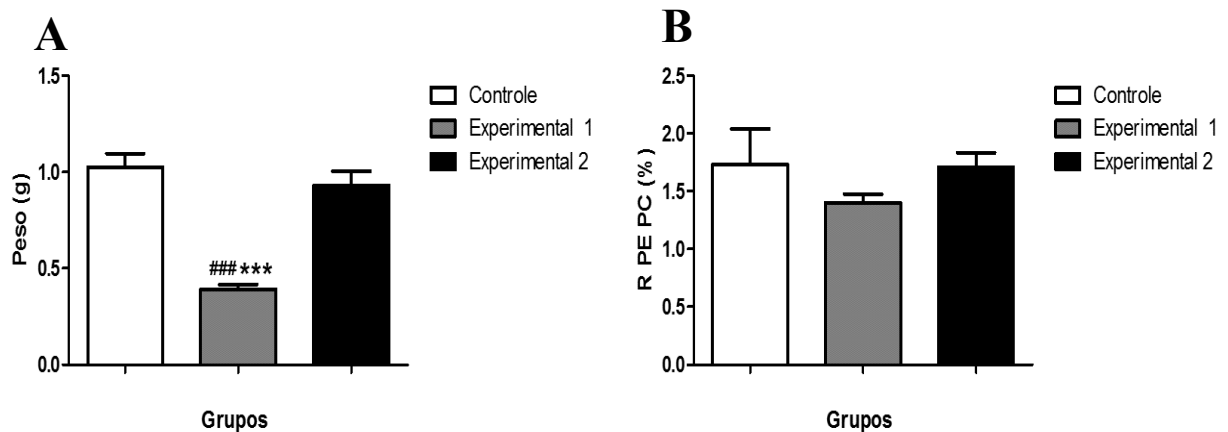 A
1.5
1.0
0.5
0.0
Peso (g)
###***
Grupos
Controle
Experimental 1
Experimental 2
B
2.5
2.0
1.5
1.0
0.5
0.0
R PE PC (%)
Grupos
Controle
Experimental 1
Experimental 2